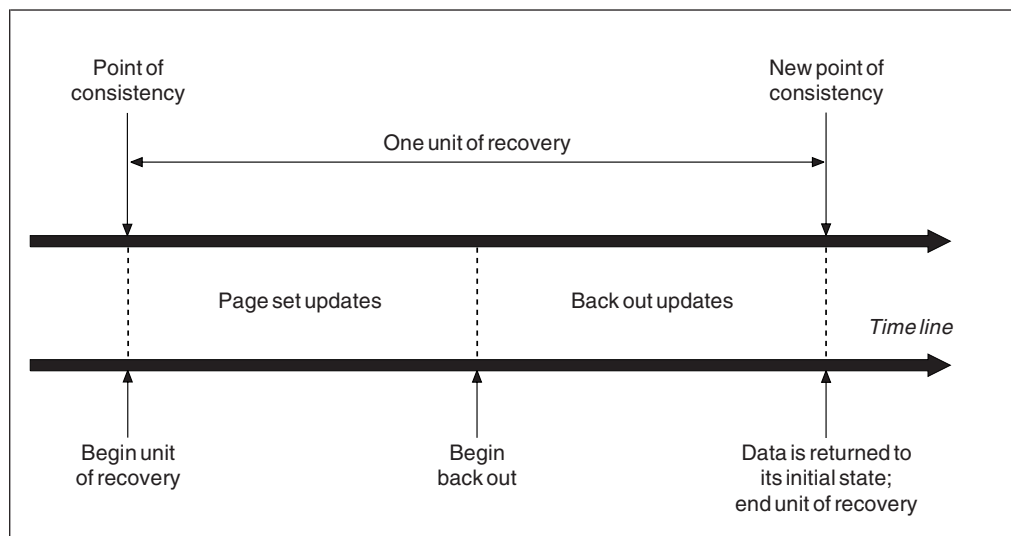 Point of
consistency
New point of
consistency
One unit of recovery
Page set updates
Back out updates
Time line
Begin unit
of recovery
Begin
back out
Data is returned to
its initial state;
end unit of recovery